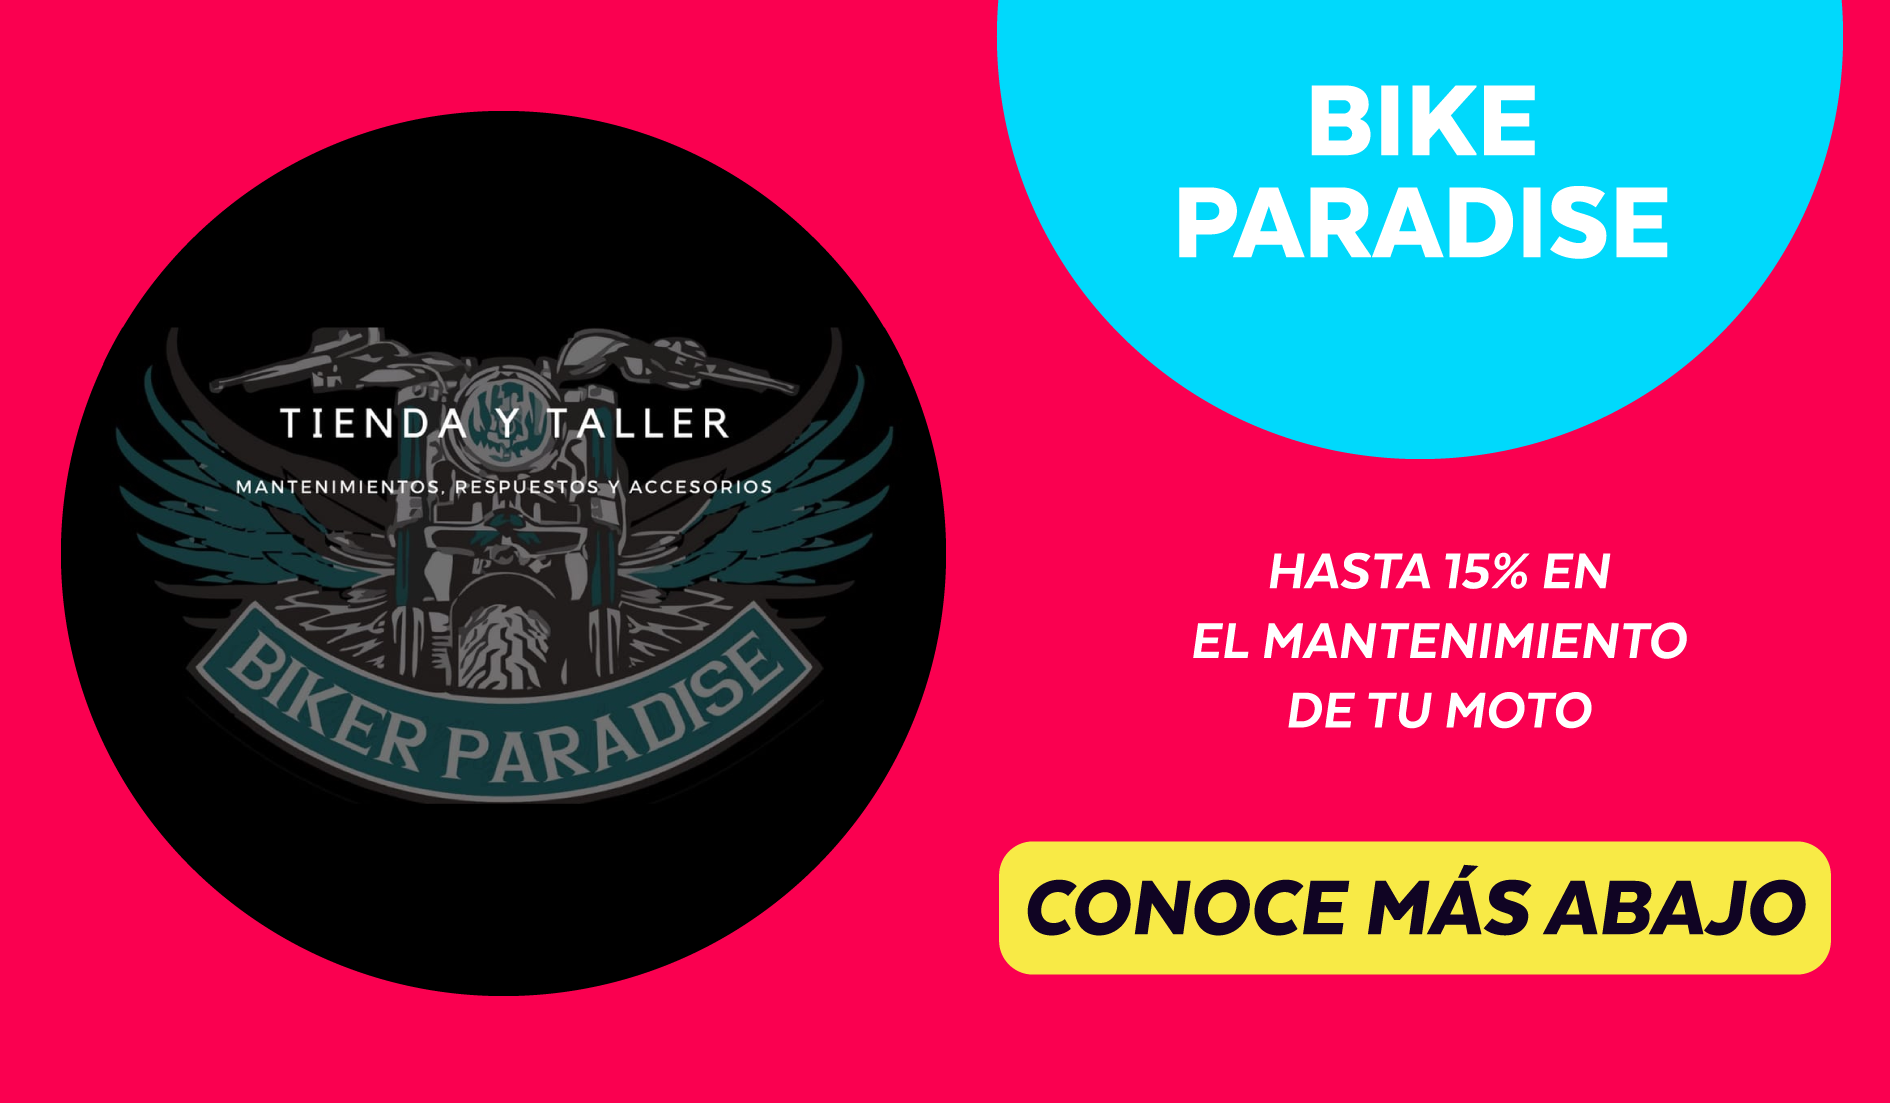 TIENDA Y TALLER
MANTENIMIENTOS, RESPUESTOS Y ACCESORIOS
BIKER PARADISE
BIKE
PARADISE
HASTA 15% EN
EL MANTENIMIENTO
DE TU MOTO
CONOCE MÁS ABAJO